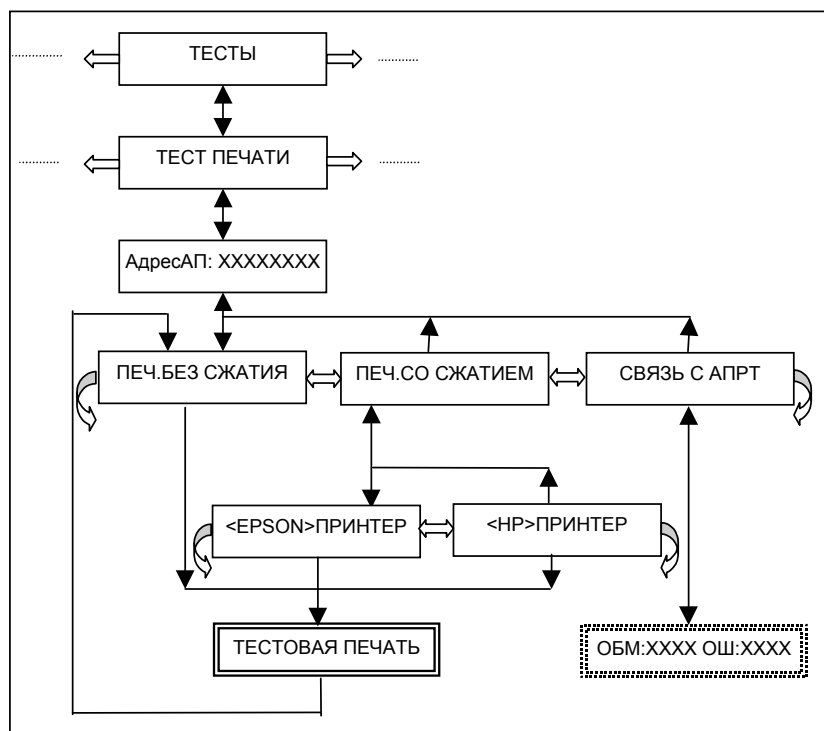 ТЕСТЫ
ТЕСТ ПЕЧАТИ
АдресАП: XXXXXXXX
ПЕЧ.БЕЗ СЖАТИЯ
ПЕЧ.СО СЖАТИЕМ
СВЯЗЬ С АПРТ
<EPSON>ПРИНТЕР
<HP>ПРИНТЕР
ТЕСТОВАЯ ПЕЧАТЬ
ОБМ:XXXX ОШ:XXXX